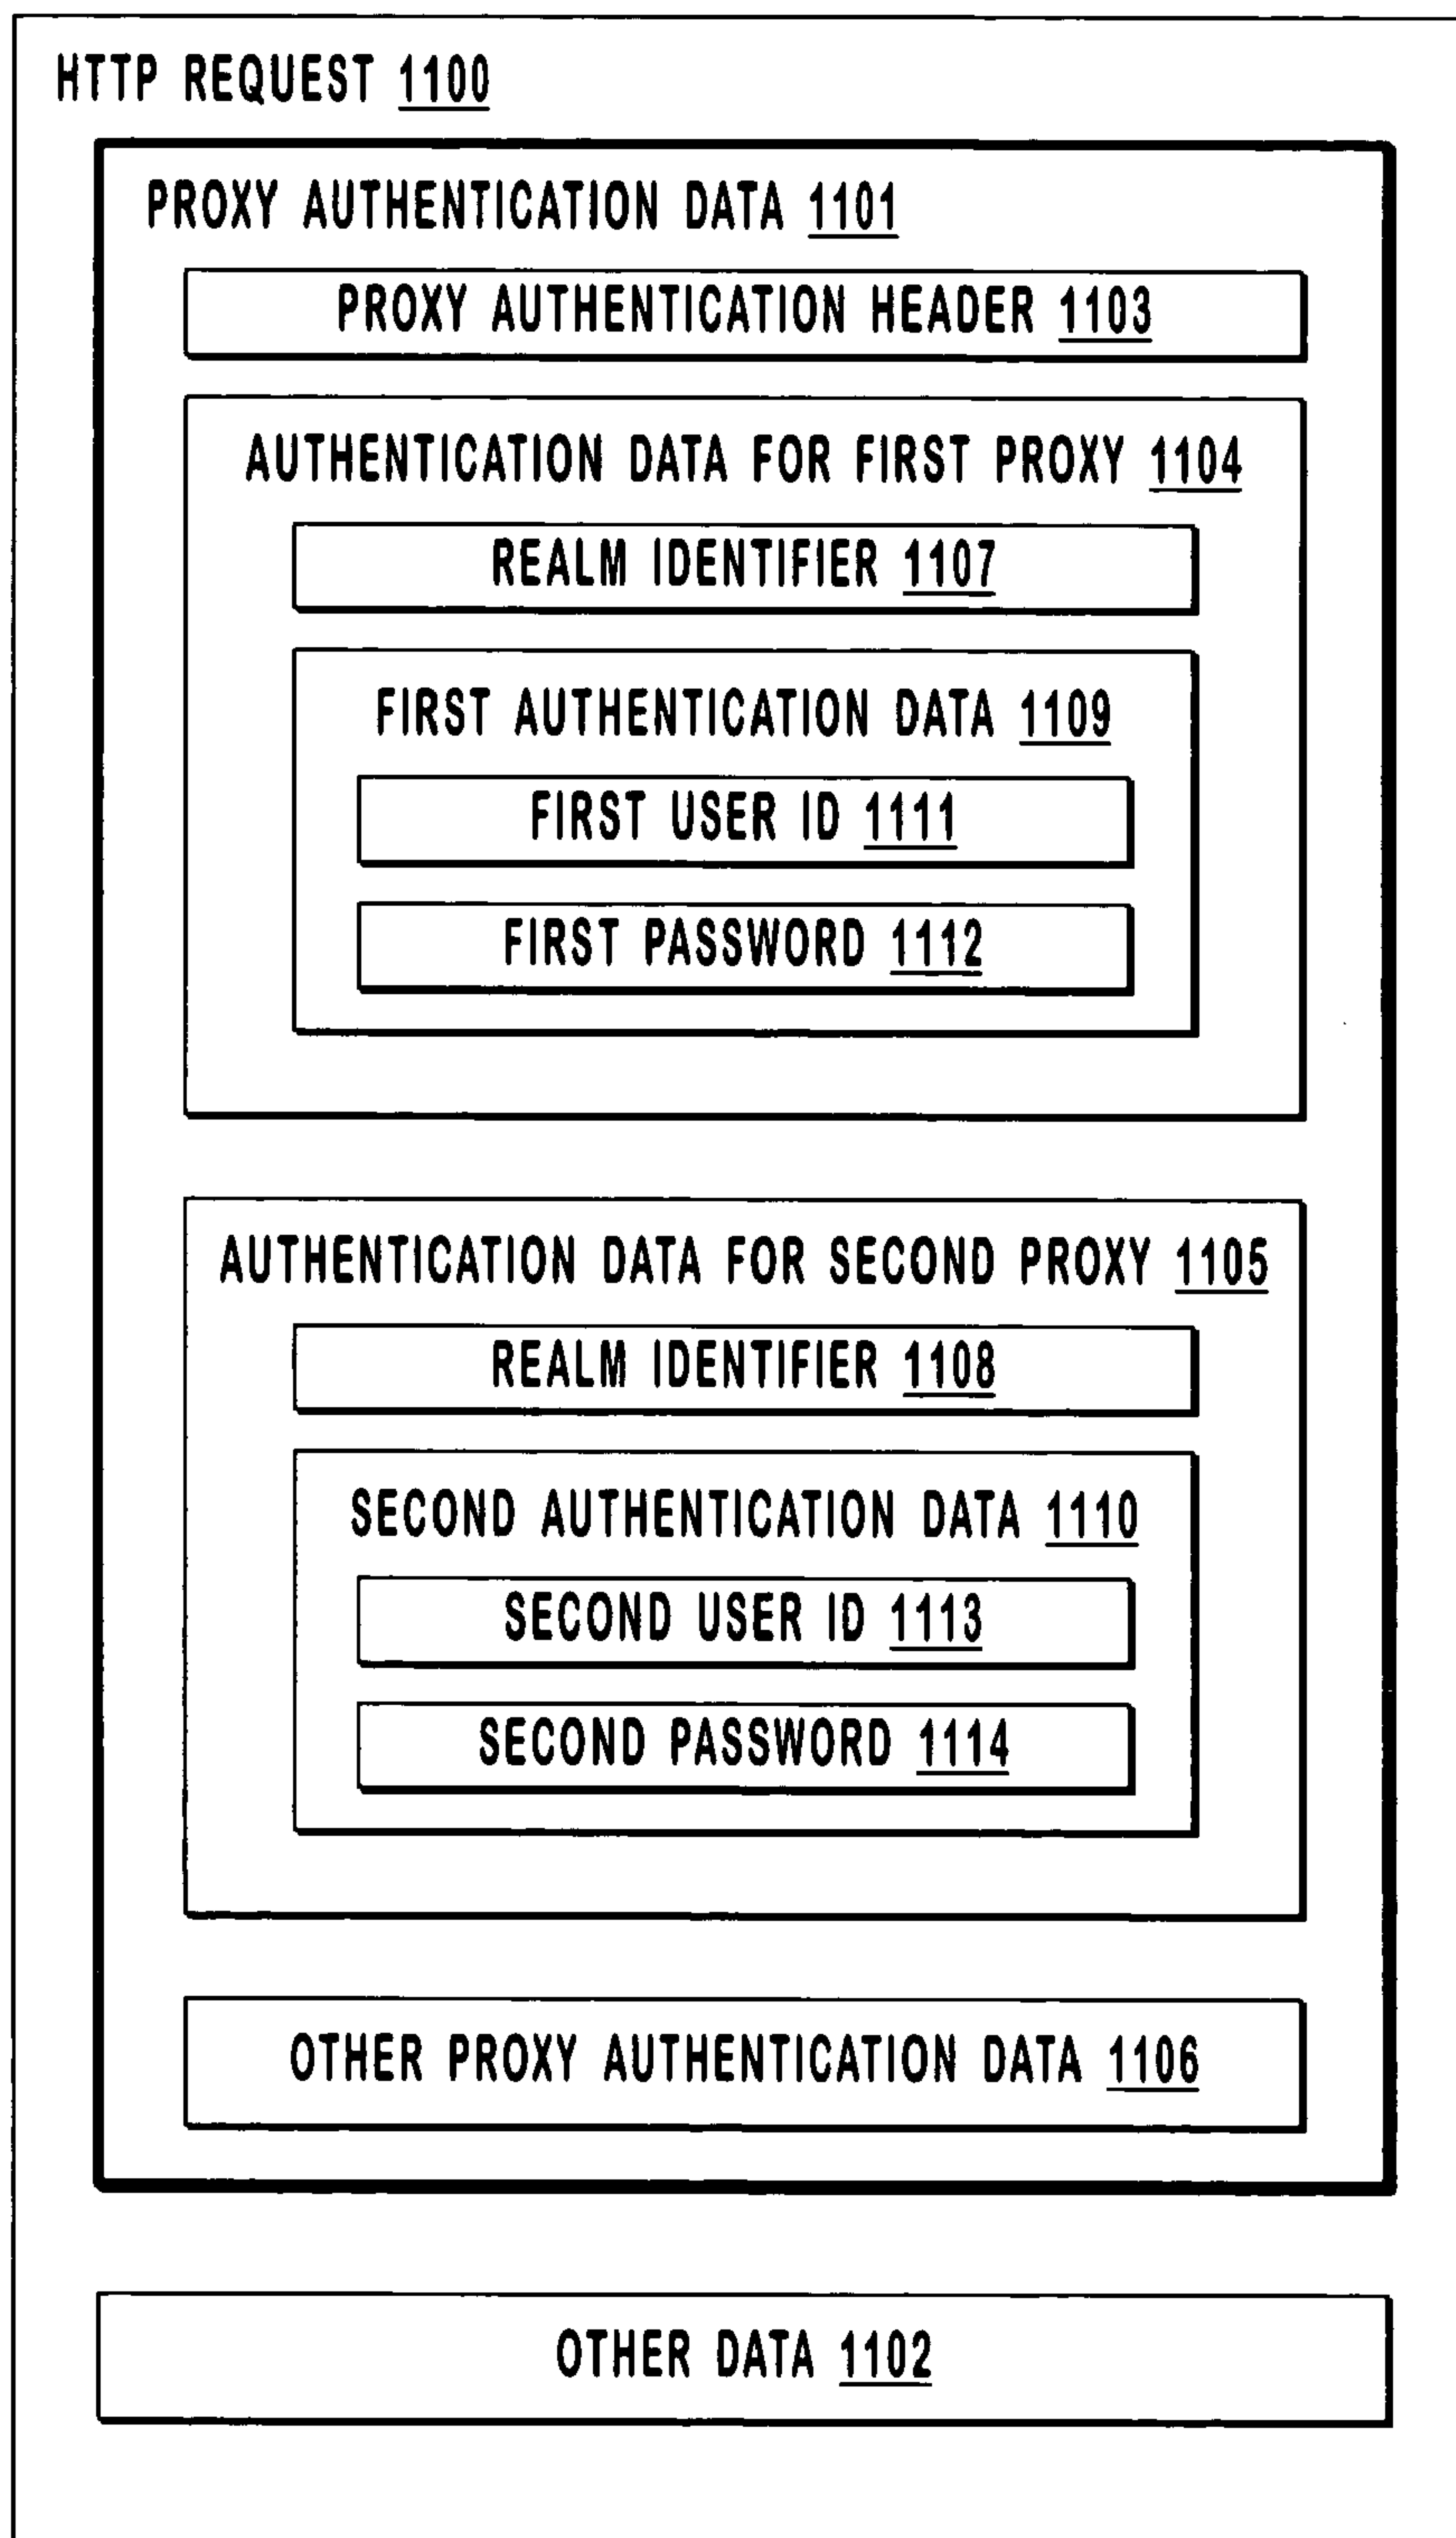 HTTP REQUEST 1100
PROXY AUTHENTICATION DATA 1101
PROXY AUTHENTICATION HEADER 1103
AUTHENTICATION DATA FOR FIRST PROXY 1104
REALM IDENTIFIER 1107
FIRST AUTHENTICATION DATA 1109
FIRST USER ID 1111
FIRST PASSWORD 1112
AUTHENTICATION DATA FOR SECOND PROXY 1105
REALM IDENTIFIER 1108
SECOND AUTHENTICATION DATA 1110
SECOND USER ID 1113
SECOND PASSWORD 1114
OTHER PROXY AUTHENTICATION DATA 1106
OTHER DATA 1102